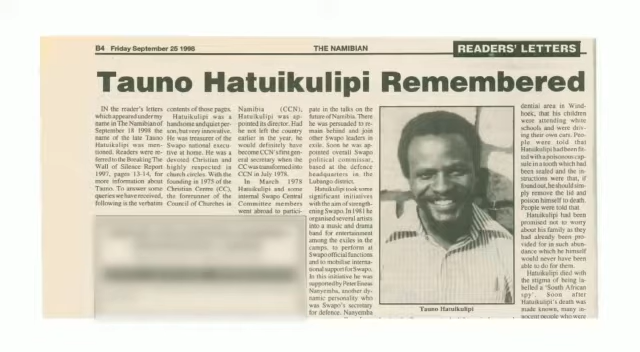 B4 Friday September 25 1998
THE NAMIBIAN
READERS' LETTERS
Tauno Hatuikulipi Remembered
IN the reader's letters
which appeared under my
name in The Namibian of
September 18 1998 the
name of the late Tauno
Hatuikulipi was men-
tioned. Readers were re-
ferred to the Breaking The
Wall of Silence Report
1997, pages 13-14, for
more information about
Tauno. To answer some
queries we have received,
following is the verbatim
contents of those pages.
Hatuikulipi was a
handsome and quiet per-
son, but very innovative.
He was treasurer of the
Swapo national execu-
tive at home. He was a
devoted Christian and
highly respected in
church circles. With the
founding in 1975 of the
Christian Centre (CC),
the forerunner of the
Council of Churches in
Namibia (CCN),
Hatuikulipi was ap-
pointed its director. Had
he not left the country
earlier in the year, he
would definitely have
become CCN's first gen-
eral secretary when the
CC was transformed into
CCN in July 1978.
In March 1978
Hatuikulipi and some
internal Swapo Central
Committee members
went abroad to partici-
pate in the talks on the
future of Namibia. There
he was persuaded to re-
main behind and join
other Swapo leaders in
exile. Soon he was ap-
pointed overall Swapo
political commissar,
based at the defence
headquarters in the
Lubango district.
Hatuikulipi took some
significant initiatives
with the aim of strength-
ening Swapo. In 1981 he
organised several artists
into a music and drama
band for entertainment
among the exiles in the
camps, to perform at
Swapo official functions
and to mobilise interna-
tional support for Swapo.
In this initiative he was
supported by Peter Eneas
Nanyemba, another dy-
namic personality who
was Swapo's secretary
for defence. Nanyemba
Tauno Hatuikulipi
dential area in Wind-
hoek, that his children
were attending white
schools and were driv-
ing their own cars.
People were told that
Hatuikulipi had been fit-
ted with a poisonous cap-
sule in a tooth which had
been sealed and the in-
structions were that, if
found out, he should sim-
ply remove the lid and
poison himself to death.
People were told that
Hatuikulipi had been
promised not to worry
about his family as they
had already been pro-
vided for in such abun-
dance which he himself
would never have been
able to do for them.
Hatuikulipi died with
the stigma of being la-
belled a 'South African
spy'. Soon after
Hatuikulipi's death was
made known, many in-
nocent people who were